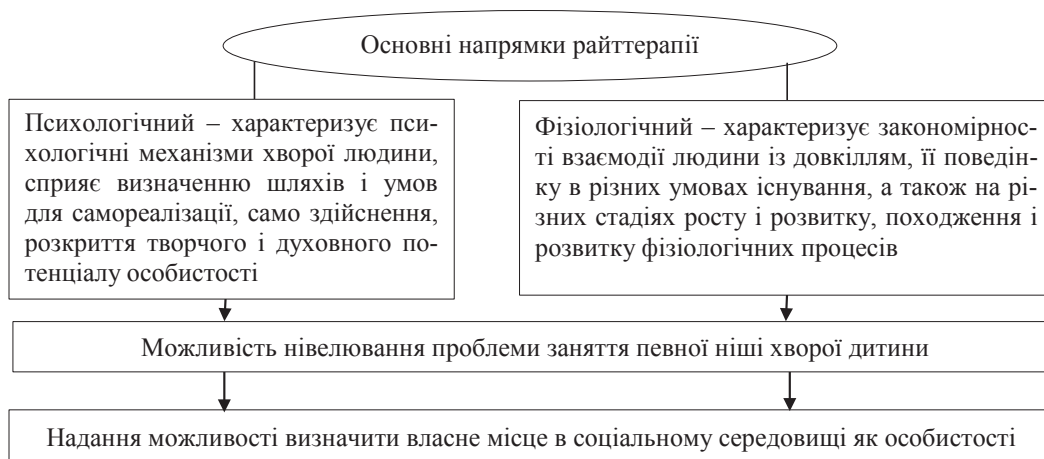 Основні напрямки райттерапії
Психологічний – характеризує пси-
хологічні механізми хворої людини,
сприяє визначенню шляхів і умов
для самореалізації, само здійснення,
розкриття творчого і духовного по-
тенціалу особистості
Фізіологічний – характеризує закономірнос-
ті взаємодії людини із довкіллям, її поведін-
ку в різних умовах існування, а також на рі-
зних стадіях росту і розвитку, походження і
розвитку фізіологічних процесів
Можливість нівелювання проблеми заняття певної ніші хворої дитини
Надання можливості визначити власне місце в соціальному середовищі як особистості